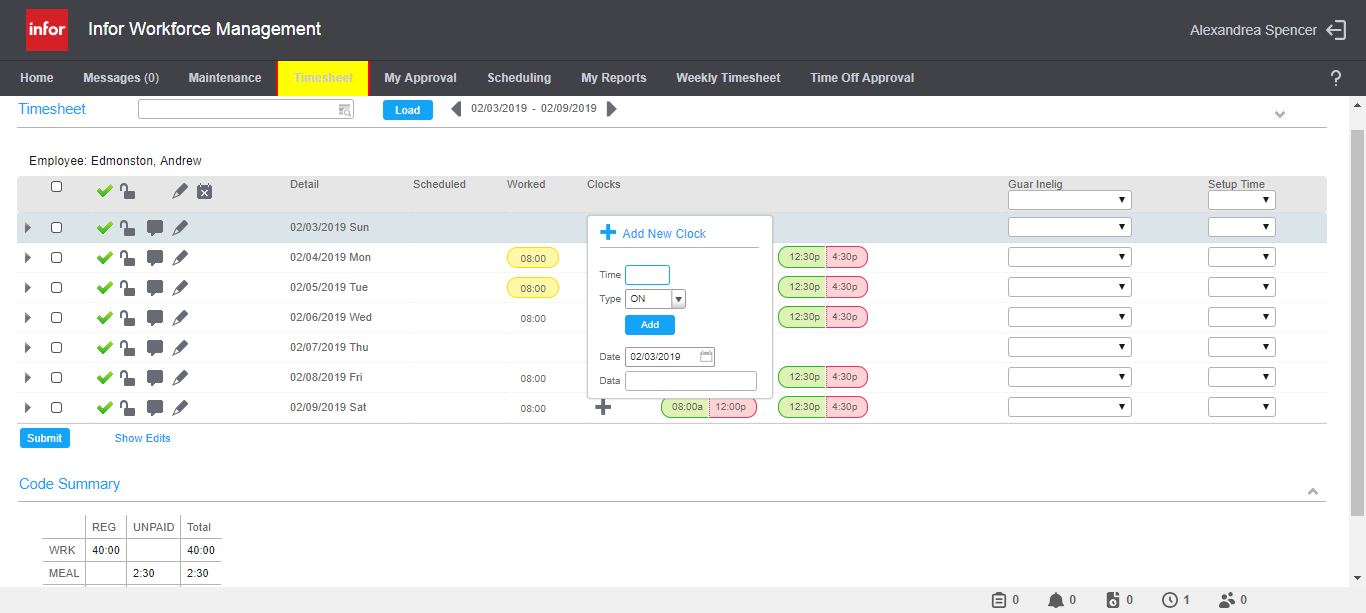 infor Infor Workforce Management Alexandrea Spencer
Home Messages (0) Maintenance Timesheet My Approval Scheduling My Reports Weekly Timesheet Time Off Approval ?
Timesheet Load 02/03/2019 - 02/09/2019
Employee: Edmonston, Andrew
Detail Scheduled Worked Clocks Guar Inelig Setup Time
02/03/2019 Sun
Add New Clock
02/04/2019 Mon 08:00 12:30p 4:30p
Time
02/05/2019 Tue 08:00 12:30p 4:30p
Type ON
02/06/2019 Wed 08:00 12:30p 4:30p
Add
02/07/2019 Thu
Date 02/03/2019
02/08/2019 Fri 08:00 12:30p 4:30p
Data
02/09/2019 Sat 08:00 08:00a 12:00p 12:30p 4:30p
Submit Show Edits
Code Summary
REG UNPAID Total
WRK 40:00 40:00
MEAL 2:30 2:30
0 0 0 1 0